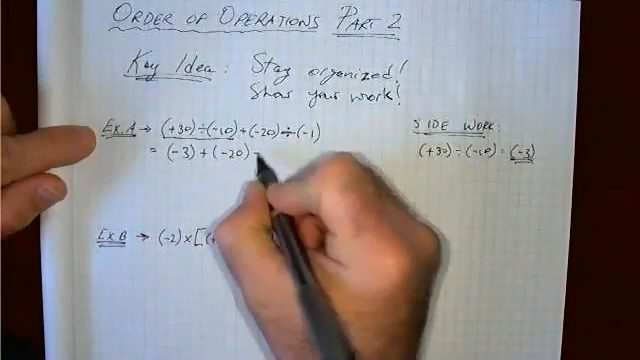 ORDER OF OPERATIONS PART 2
Key Idea: Stay organized!
Show your work!
Ex. A → (+30)÷(-10)+(-20)÷(-1)
= (-3) + (-20)
SIDE WORK:
(+30)÷(-10) = (-3)
Ex B → (-2)×[(+